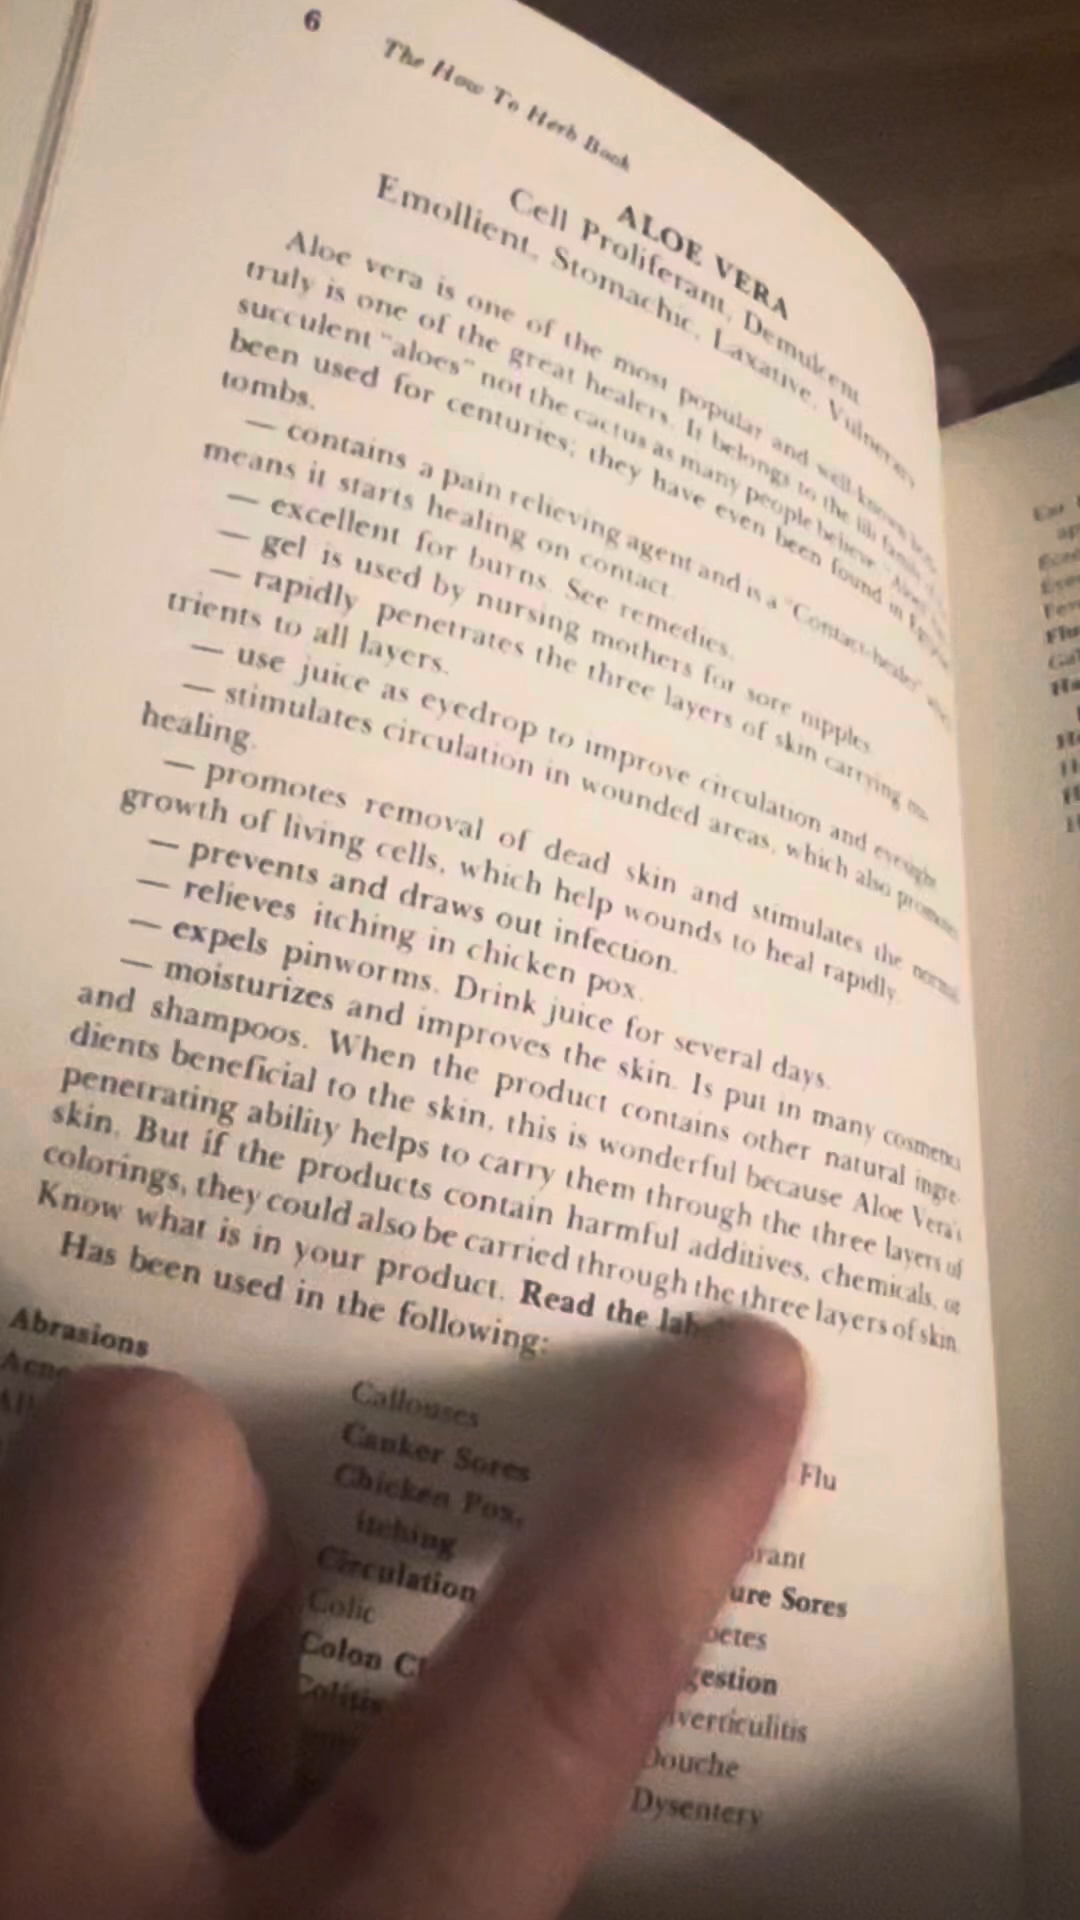 6
The How To Herb Book
ALOE VERA
Cell Proliferant, Demulcent
Emollient, Stomachic, Laxative, Vulnerary
Aloe vera is one of the most popular and well-known
truly is one of the great healers. It belongs to the lily family
succulent "aloes" not the cactus as many people believe. Aloes
been used for centuries; they have even been found in
tombs.
— contains a pain relieving agent and is a "Contact-healer"
means it starts healing on contact.
— excellent for burns. See remedies.
— gel is used by nursing mothers for sore nipples.
— rapidly penetrates the three layers of skin carrying nu-
trients to all layers.
— use juice as eyedrop to improve circulation and eyesight.
— stimulates circulation in wounded areas, which also promotes
healing.
— promotes removal of dead skin and stimulates the normal
growth of living cells, which help wounds to heal rapidly.
— prevents and draws out infection.
— relieves itching in chicken pox.
— expels pinworms. Drink juice for several days.
— moisturizes and improves the skin. Is put in many cosmetics
and shampoos. When the product contains other natural ingre-
dients beneficial to the skin, this is wonderful because Aloe Vera's
penetrating ability helps to carry them through the three layers of
skin. But if the products contain harmful additives, chemicals, or
colorings, they could also be carried through the three layers of skin.
Know what is in your product. Read the lab
Has been used in the following:
Abrasions
Acne
Callouses
Canker Sores
Chicken Pox,
itching
Circulation
Colic
Colon Cl
Colitis
Flu
orant
ure Sores
betes
gestion
verticulitis
Douche
Dysentery